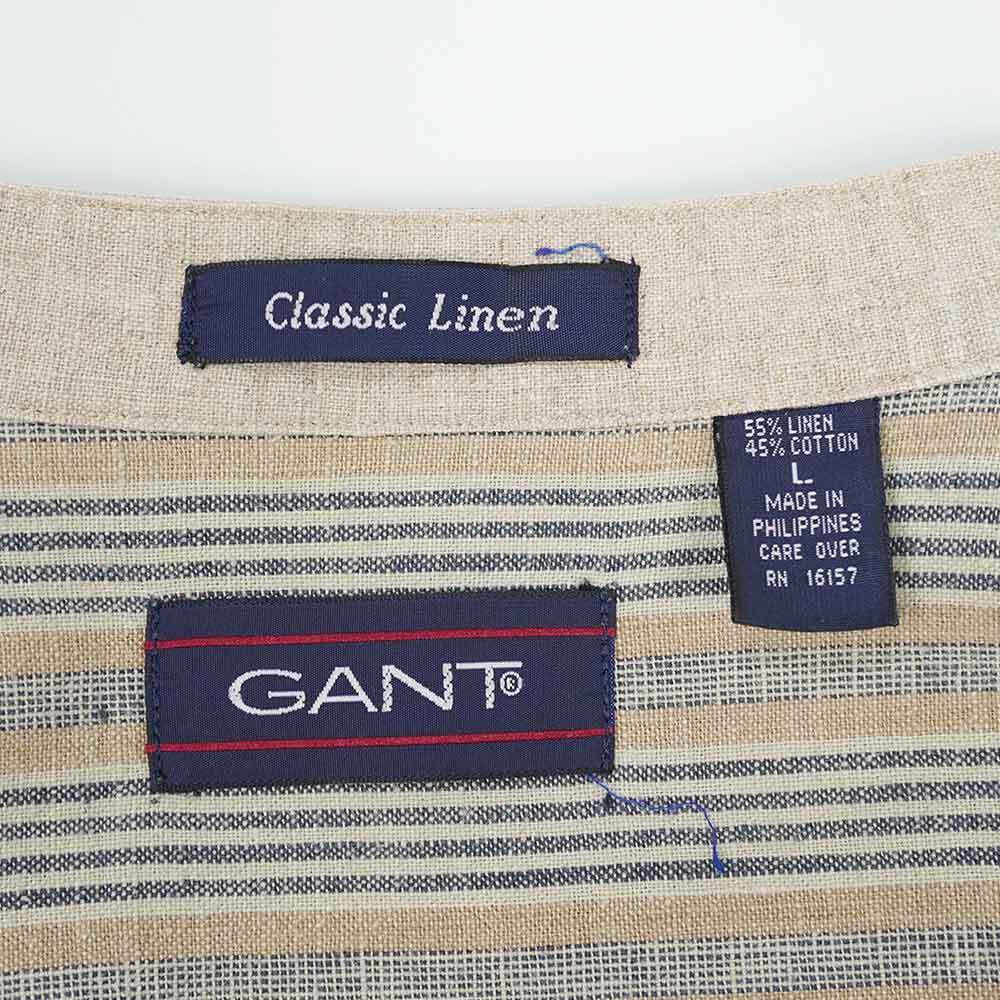 Classic Linen
55% LINEN
45% COTTON
L
MADE IN
PHILIPPINES
CARE OVER
RN 16157
GANT®